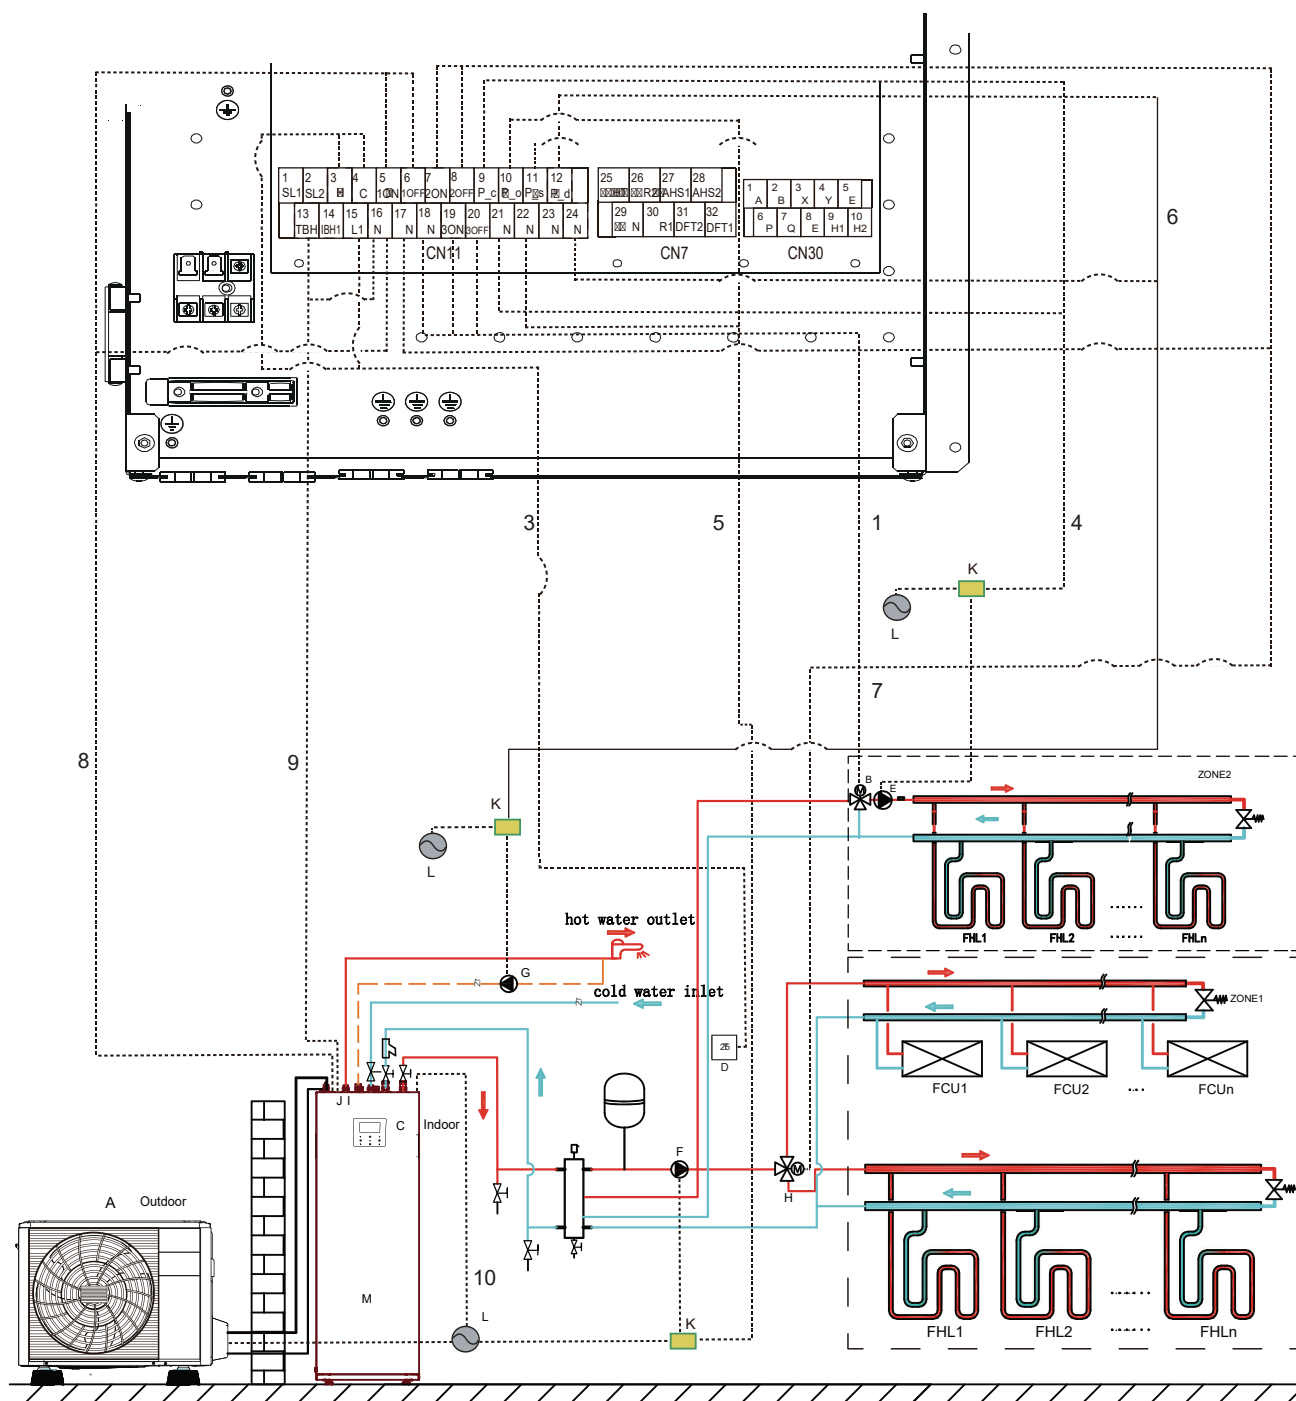 1 2 3 4 5 6 7 8 9 10 11 12
SL1 SL2 H C 1ON 1OFF 2ON 2OFF P_c P_o P_s P_d
13 14 15 16 17 18 19 20 21 22 23 24
TBH IBH1 L1 N N N 3ON 3OFF N N N N
CN11
25 26 27 28
R2 AHS1 AHS2
29 30 31 32
N R1 DFT2 DFT1
CN7
1 2 3 4 5
A B X Y E
6 7 8 9 10
P Q E H1 H2
CN30
6
3 5 1 4
K
L
7
8 9
ZONE2
B E
K
L
FHL1 FHL2 ...... FHLn
......
hot water outlet
G
cold water inlet
ZONE1
25
D
FCU1 FCU2 ... FCUn
J I
C Indoor
F
H
A Outdoor
M
10
L
K
FHL1 FHL2 ...... FHLn
......